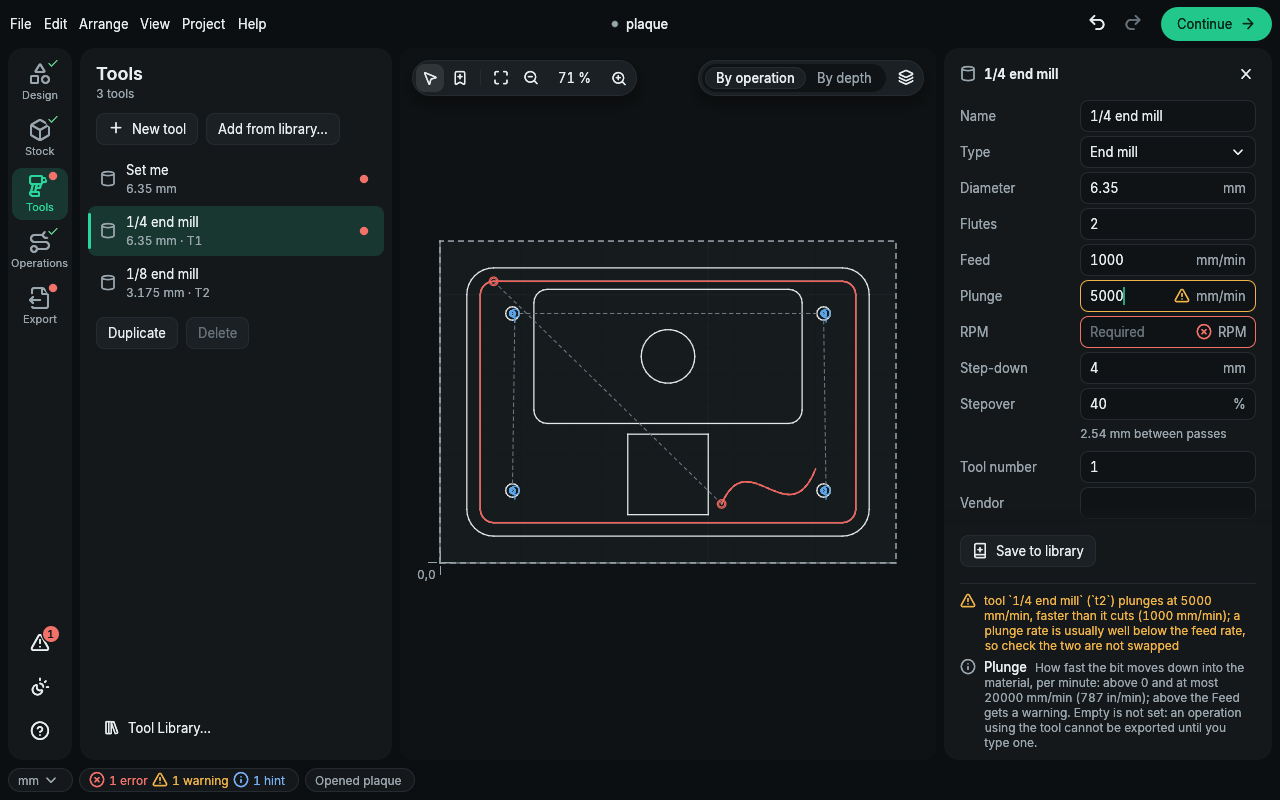 File Edit Arrange View Project Help
plaque
Continue
Design
Stock
Tools
Operations
Export
1
Tools
3 tools
New tool
Add from library...
Set me
6.35 mm
1/4 end mill
6.35 mm · T1
1/8 end mill
3.175 mm · T2
Duplicate
Delete
Tool Library...
71 %
By operation
By depth
0,0
1/4 end mill
Name 1/4 end mill
Type End mill
Diameter 6.35 mm
Flutes 2
Feed 1000 mm/min
Plunge 5000 mm/min
RPM Required RPM
Step-down 4 mm
Stepover 40 %
2.54 mm between passes
Tool number 1
Vendor
Save to library
tool `1/4 end mill` (`t2`) plunges at 5000
mm/min, faster than it cuts (1000 mm/min); a
plunge rate is usually well below the feed rate,
so check the two are not swapped
Plunge How fast the bit moves down into the
material, per minute: above 0 and at most
20000 mm/min (787 in/min); above the Feed
gets a warning. Empty is not set: an operation
using the tool cannot be exported until you
type one.
mm
1 error 1 warning 1 hint
Opened plaque